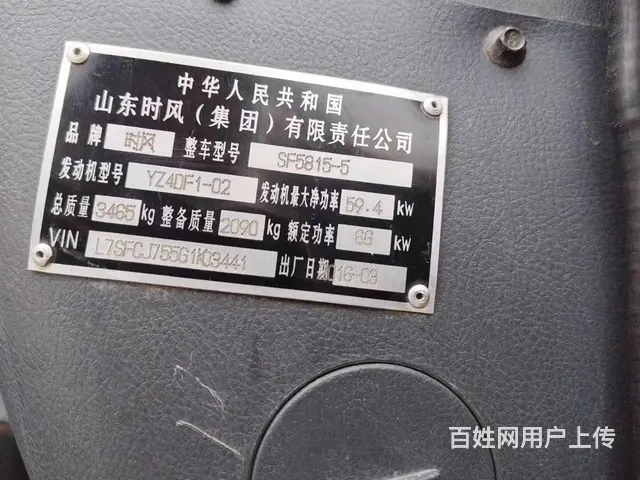 中华人民共和国
山东时风(集团)有限责任公司
品牌 时风 整车型号 SF5815-5
发动机型号 YZ4DF1-02 发动机最大净功率 59.4 kW
总质量 3465 kg 整备质量 2090 kg 额定功率 66 kW
VIN L7SFCJ755G1K03441 出厂日期 016-09
百姓网用户上传